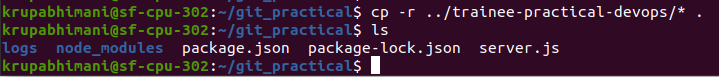 krupabhimani@sf-cpu-302:~/git_practical$ cp -r ../trainee-practical-devops/* .
krupabhimani@sf-cpu-302:~/git_practical$ ls
logs  node_modules  package.json  package-lock.json  server.js
krupabhimani@sf-cpu-302:~/git_practical$